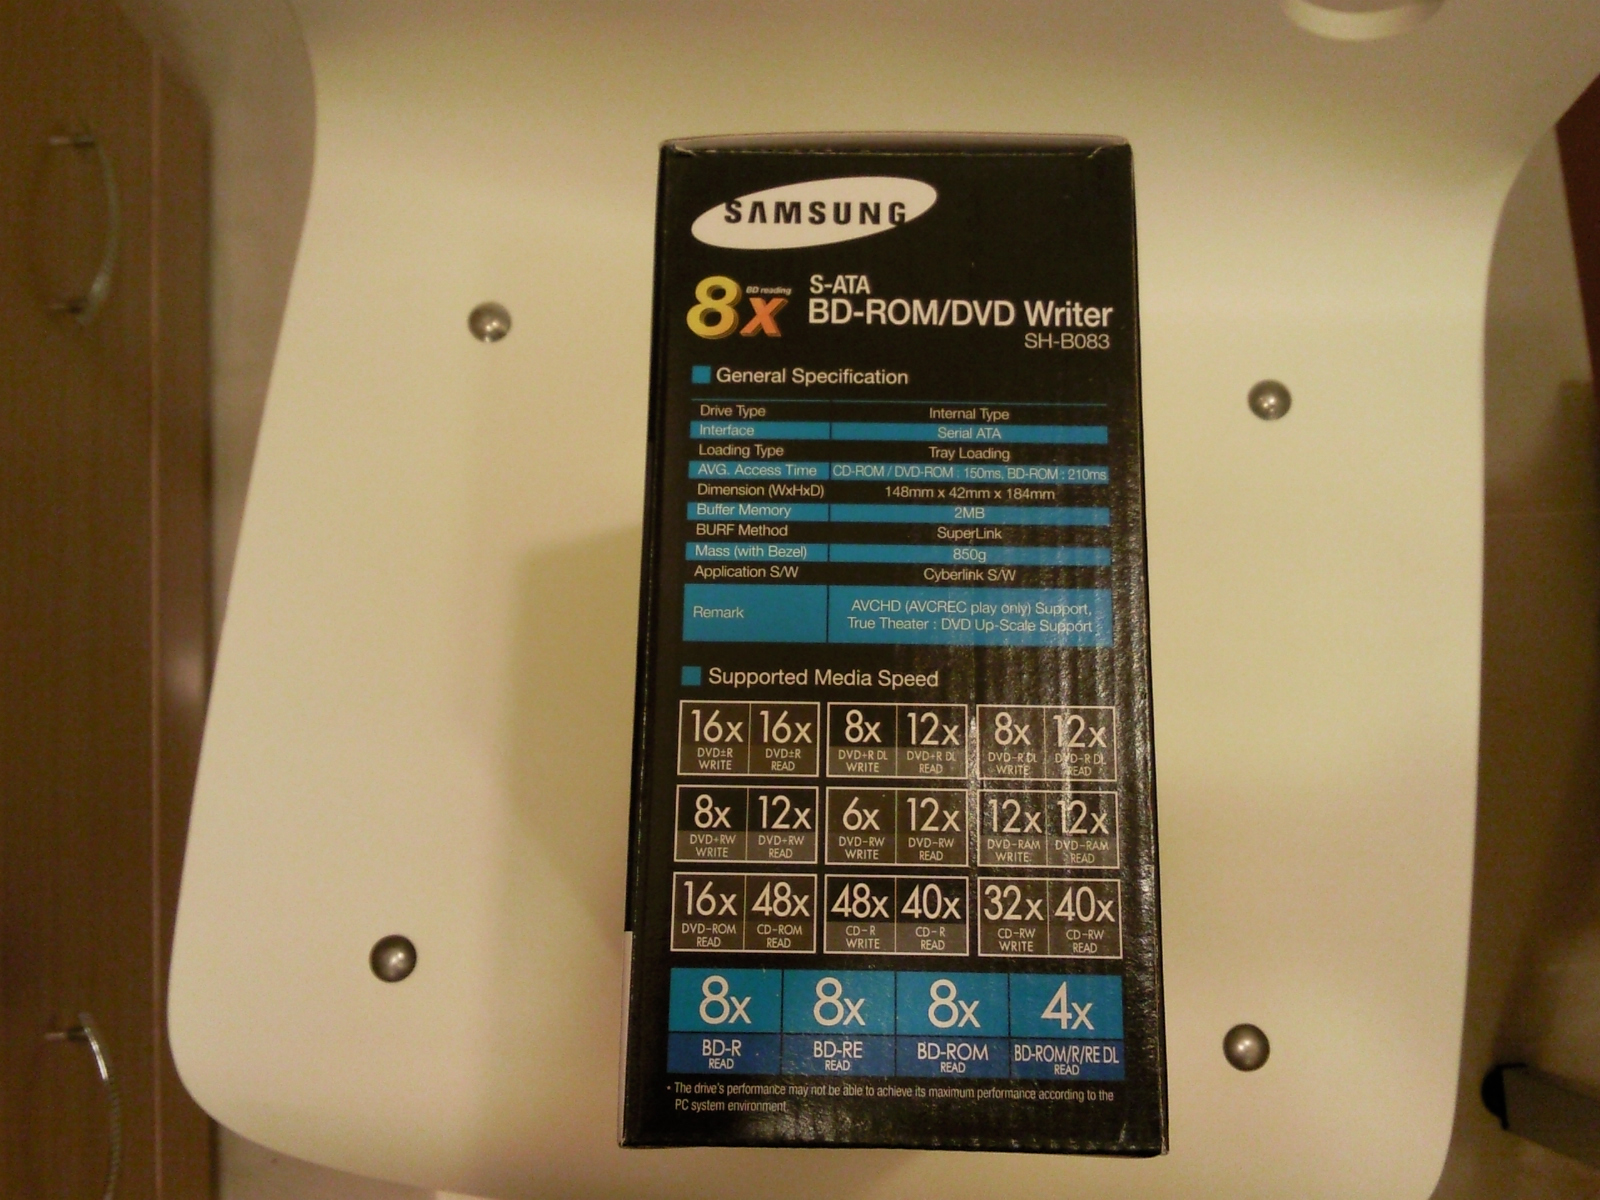 SAMSUNG
8x BD reading
S-ATA
BD-ROM/DVD Writer
SH-B083
General Specification
Drive Type Internal Type
Interface Serial ATA
Loading Type Tray Loading
AVG. Access Time CD-ROM / DVD-ROM : 150ms, BD-ROM : 210ms
Dimension (WxHxD) 148mm x 42mm x 184mm
Buffer Memory 2MB
BURF Method SuperLink
Mass (with Bezel) 850g
Application S/W Cyberlink S/W
Remark AVCHD (AVCREC play only) Support,
True Theater : DVD Up-Scale Support
Supported Media Speed
16x 16x 8x 12x 8x 12x
DVD±R DVD±R DVD+R DL DVD+R DL DVD-R DL DVD-R DL
WRITE READ WRITE READ WRITE READ
8x 12x 6x 12x 12x 12x
DVD+RW DVD+RW DVD-RW DVD-RW DVD-RAM DVD-RAM
WRITE READ WRITE READ WRITE READ
16x 48x 48x 40x 32x 40x
DVD-ROM CD-ROM CD-R CD-R CD-RW CD-RW
READ READ WRITE READ WRITE READ
8x 8x 8x 4x
BD-R BD-RE BD-ROM BD-ROM/R/RE DL
READ READ READ READ
• The drive's performance may not be able to achieve its maximum performance according to the
PC system environment.